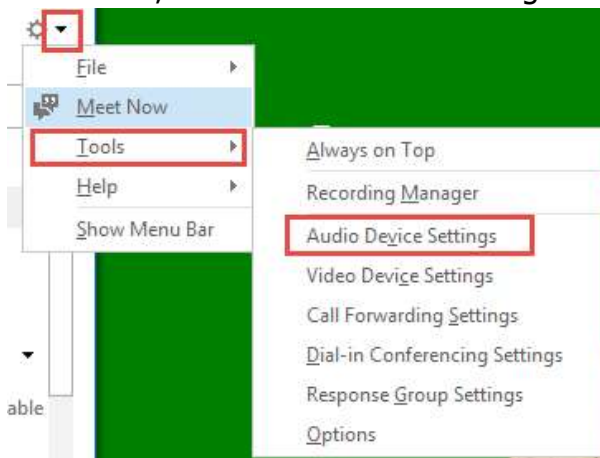 File
Meet Now
Tools
Help
Show Menu Bar
Always on Top
Recording Manager
Audio Device Settings
Video Device Settings
Call Forwarding Settings
Dial-in Conferencing Settings
Response Group Settings
Options
able